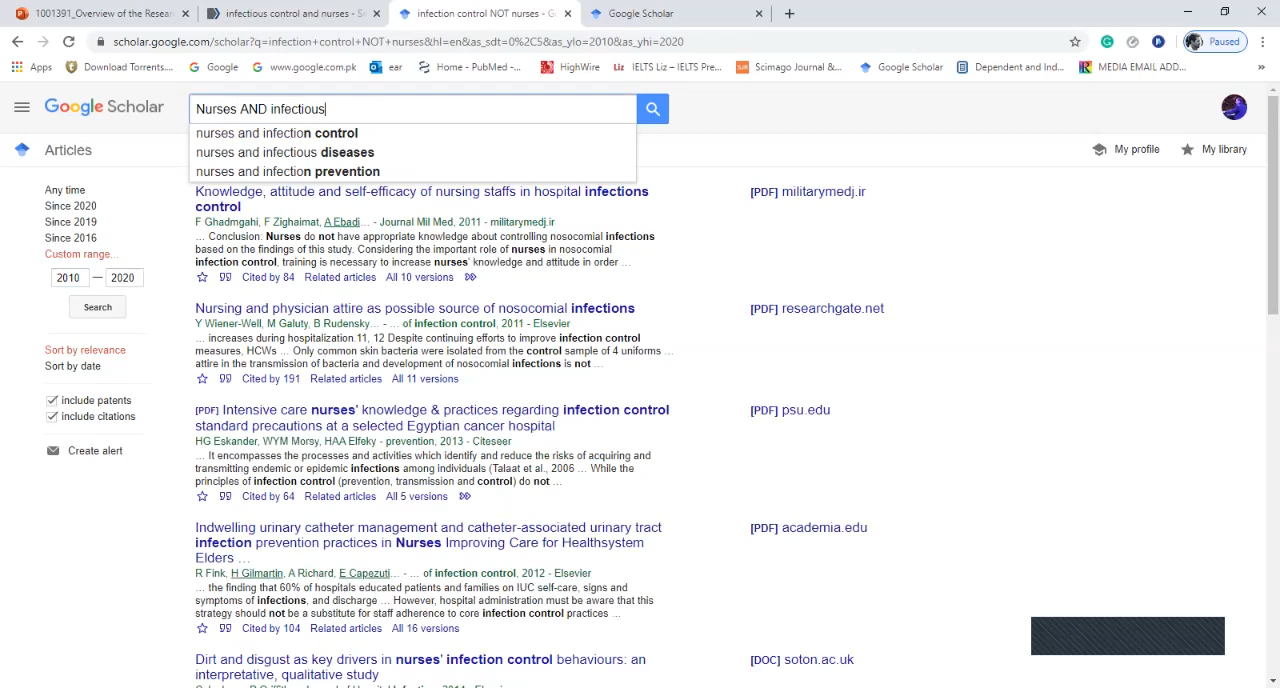 1001391_Overview of the Resear
infectious control and nurses - Se
infection control NOT nurses - Go
Google Scholar
scholar.google.com/scholar?q=infection+control+NOT+nurses&hl=en&as_sdt=0%2C5&as_ylo=2010&as_yhi=2020
Paused
Apps
Download Torrents....
Google
www.google.com.pk
ear
Home - PubMed -...
HighWire
Liz IELTS Liz – IELTS Pre...
SJR Scimago Journal &...
Google Scholar
Dependent and Ind...
MEDIA EMAIL ADD...
»
Google Scholar
Nurses AND infectious
nurses and infection control
nurses and infectious diseases
nurses and infection prevention
Articles
My profile
My library
Any time
Since 2020
Since 2019
Since 2016
Custom range...
2010 — 2020
Search
Sort by relevance
Sort by date
include patents
include citations
Create alert
Knowledge, attitude and self-efficacy of nursing staffs in hospital infections
control
F Ghadmgahi, F Zighaimat, A Ebadi… - Journal Mil Med, 2011 - militarymedj.ir
... Conclusion: Nurses do not have appropriate knowledge about controlling nosocomial infections
based on the findings of this study. Considering the important role of nurses in nosocomial
infection control, training is necessary to increase nurses' knowledge and attitude in order ...
Cited by 84 Related articles All 10 versions
[PDF] militarymedj.ir
Nursing and physician attire as possible source of nosocomial infections
Y Wiener-Well, M Galuty, B Rudensky… - … of infection control, 2011 - Elsevier
... increases during hospitalization.11, 12 Despite continuing efforts to improve infection control
measures, HCWs ... Only common skin bacteria were isolated from the control sample of 4 uniforms ...
attire in the transmission of bacteria and development of nosocomial infections is not ...
Cited by 191 Related articles All 11 versions
[PDF] researchgate.net
[PDF] Intensive care nurses' knowledge & practices regarding infection control
standard precautions at a selected Egyptian cancer hospital
HG Eskander, WYM Morsy, HAA Elfeky - prevention, 2013 - Citeseer
... It encompasses the processes and activities which identify and reduce the risks of acquiring and
transmitting endemic or epidemic infections among individuals (Talaat et al., 2006 ... While the
principles of infection control (prevention, transmission and control) do not ...
Cited by 64 Related articles All 5 versions
[PDF] psu.edu
Indwelling urinary catheter management and catheter-associated urinary tract
infection prevention practices in Nurses Improving Care for Healthsystem
Elders …
R Fink, H Gilmartin, A Richard, E Capezuti… - … of infection control, 2012 - Elsevier
... the finding that 60% of hospitals educated patients and families on IUC self-care, signs and
symptoms of infections, and discharge ... However, hospital administration must be aware that this
strategy should not be a substitute for staff adherence to core infection control practices ...
Cited by 104 Related articles All 16 versions
[PDF] academia.edu
Dirt and disgust as key drivers in nurses' infection control behaviours: an
interpretative, qualitative study
[DOC] soton.ac.uk